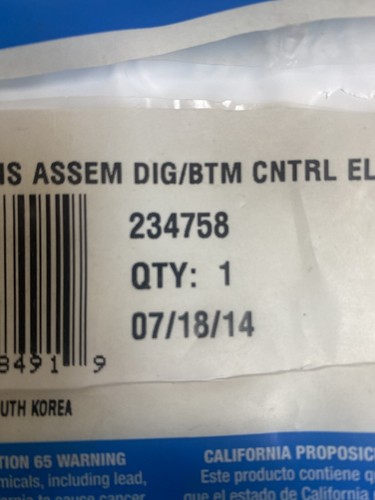 IS ASSEM DIG/BTM CNTRL EL
234758
QTY: 1
07/18/14
8491 9
UTH KOREA
TION 65 WARNING
micals, including lead,
CALIFORNIA PROPOSIC
Este producto contiene q
que el estado de California